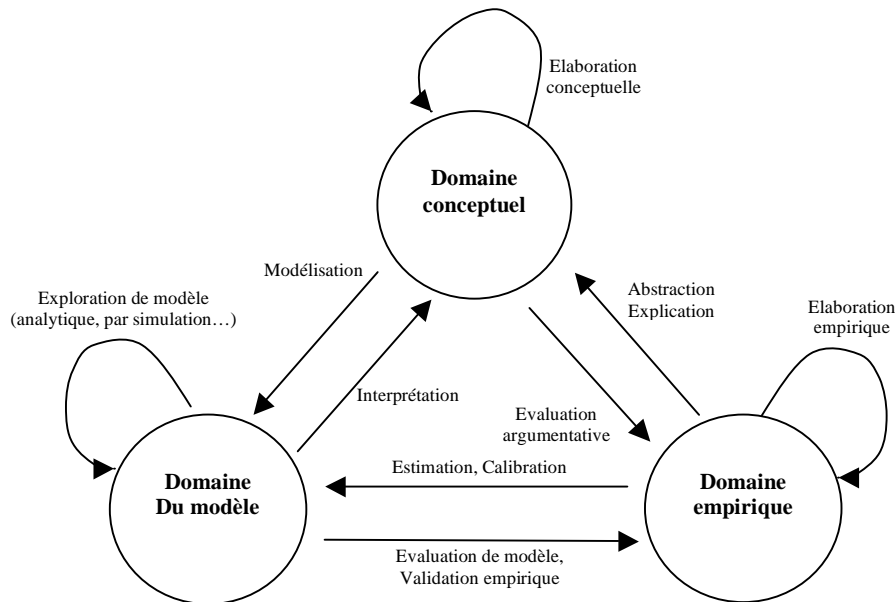 Elaboration
conceptuelle
Domaine
conceptuel
Modélisation
Abstraction
Explication
Exploration de modèle
(analytique, par simulation…)
Elaboration
empirique
Interprétation
Evaluation
argumentative
Estimation, Calibration
Domaine
Du modèle
Domaine
empirique
Evaluation de modèle,
Validation empirique